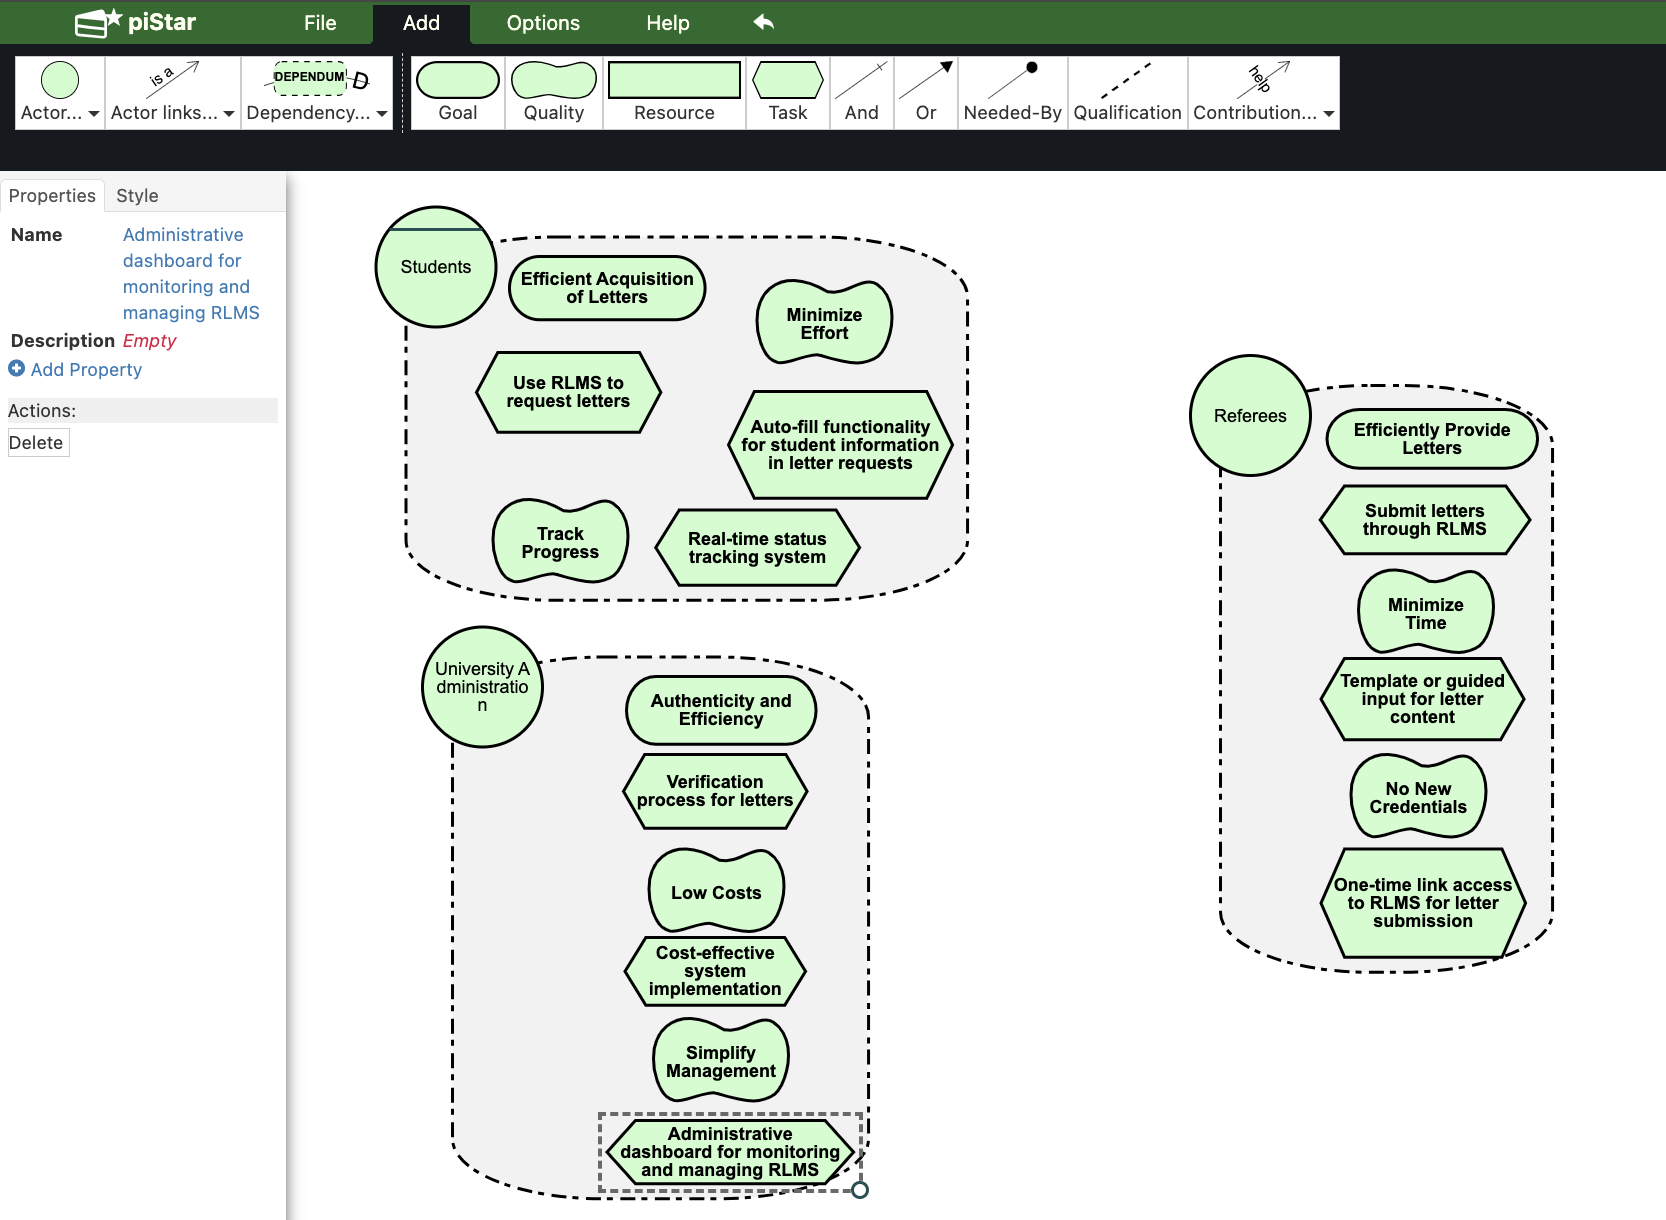 piStar
File
Add
Options
Help
is a
DEPENDUM
D
help
Actor...
Actor links...
Dependency...
Goal
Quality
Resource
Task
And
Or
Needed-By
Qualification
Contribution...
Properties
Style
Name
Administrative
dashboard for
monitoring and
managing RLMS
Description
Empty
Add Property
Actions:
Delete
Students
Efficient Acquisition
of Letters
Minimize
Effort
Use RLMS to
request letters
Auto-fill functionality
for student information
in letter requests
Track
Progress
Real-time status
tracking system
University A
dministratio
n
Authenticity and
Efficiency
Verification
process for letters
Low Costs
Cost-effective
system
implementation
Simplify
Management
Administrative
dashboard for monitoring
and managing RLMS
Referees
Efficiently Provide
Letters
Submit letters
through RLMS
Minimize
Time
Template or guided
input for letter
content
No New
Credentials
One-time link access
to RLMS for letter
submission